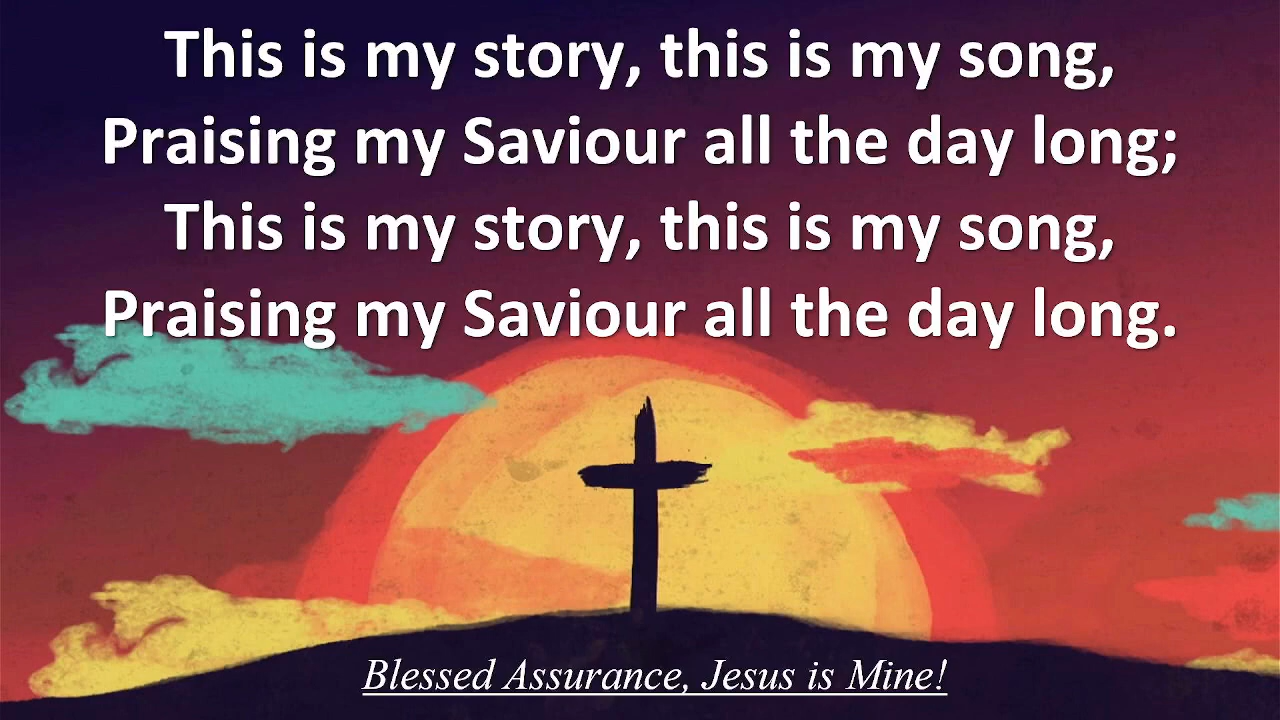 This is my story, this is my song,
Praising my Saviour all the day long;
This is my story, this is my song,
Praising my Saviour all the day long.
Blessed Assurance, Jesus is Mine!